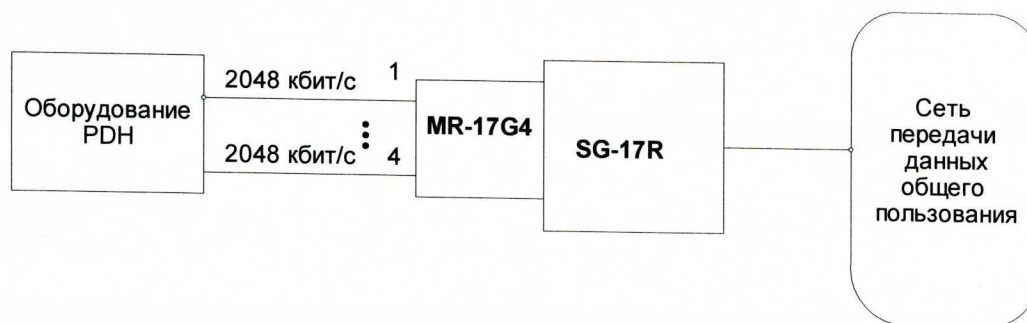 Оборудование
PDH
2048 кбит/с
1
2048 кбит/с
4
MR-17G4
SG-17R
Сеть
передачи
данных
общего
пользования